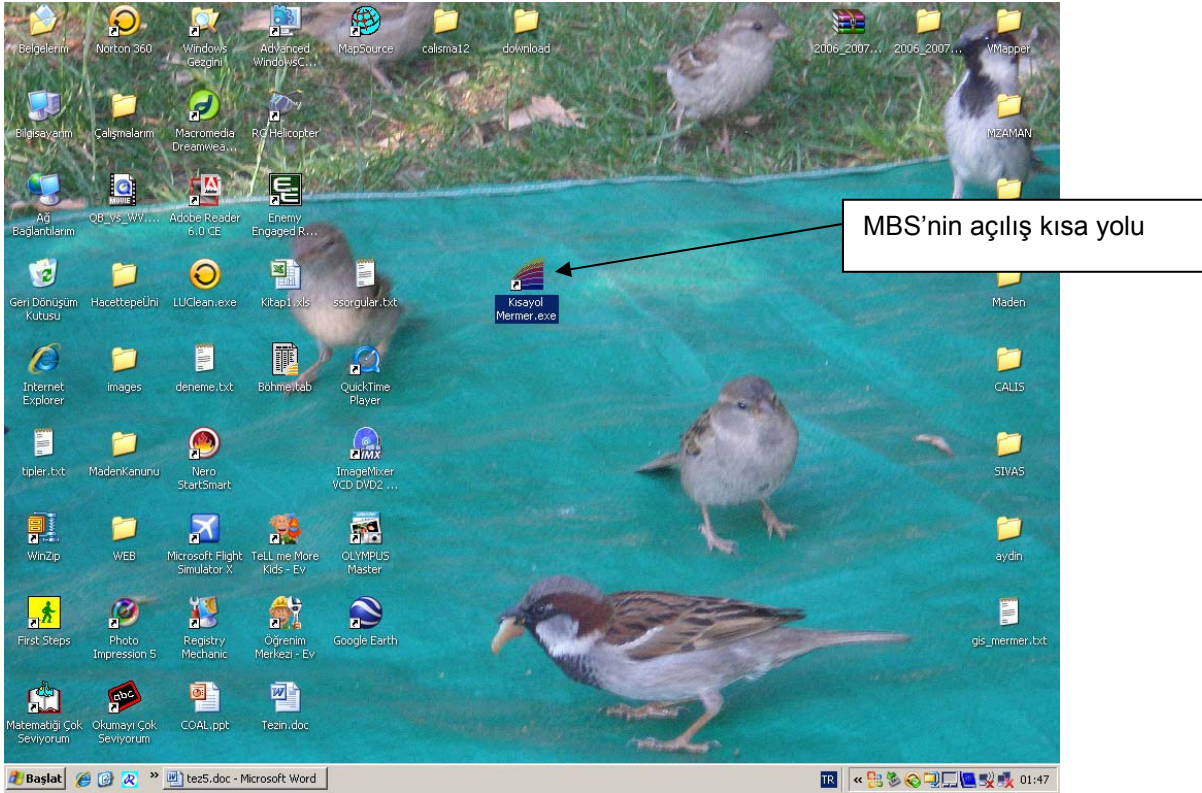 Belgelerim
Norton 360
Windows
Gezgini
Advanced
WindowsC...
MapSource
calisma12
download
2006_2007...
2006_2007...
VMapper
Bilgisayarım
Çalışmalarım
Macromedia
Dreamwea...
RC Helicopter
MZAMAN
Ağ
Bağlantılarım
MOVIE
QB_vs_WV....
Adobe Reader
6.0 CE
Enemy
Engaged R...
MBS’nin açılış kısa yolu
Geri Dönüşüm
Kutusu
HacettepeÜni
LUClean.exe
Kitap1.xls
ssorgular.txt
Kısayol
Mermer.exe
Maden
Internet
Explorer
images
deneme.txt
Böhme.tab
QuickTime
Player
CALIS
tipler.txt
MadenKanunu
Nero
StartSmart
IMX
ImageMixer
VCD DVD2 ...
SIVAS
WinZip
WEB
Microsoft Flight
Simulator X
TeLL me More
Kids - Ev
OLYMPUS
Master
aydin
First Steps
Photo
Impression 5
Registry
Mechanic
Öğrenim
Merkezi - Ev
Google Earth
gis_mermer.txt
Matematiği Çok
Seviyorum
abc
Okumayı Çok
Seviyorum
COAL.ppt
Tezin.doc
Başlat
tez5.doc - Microsoft Word
TR
01:47